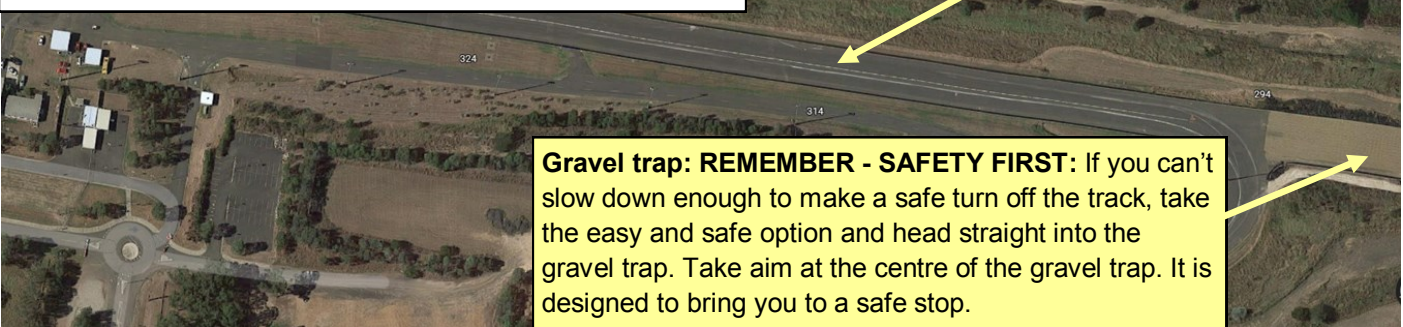 324
314
294
Gravel trap: REMEMBER - SAFETY FIRST: If you can't
slow down enough to make a safe turn off the track, take
the easy and safe option and head straight into the
gravel trap. Take aim at the centre of the gravel trap. It is
designed to bring you to a safe stop.